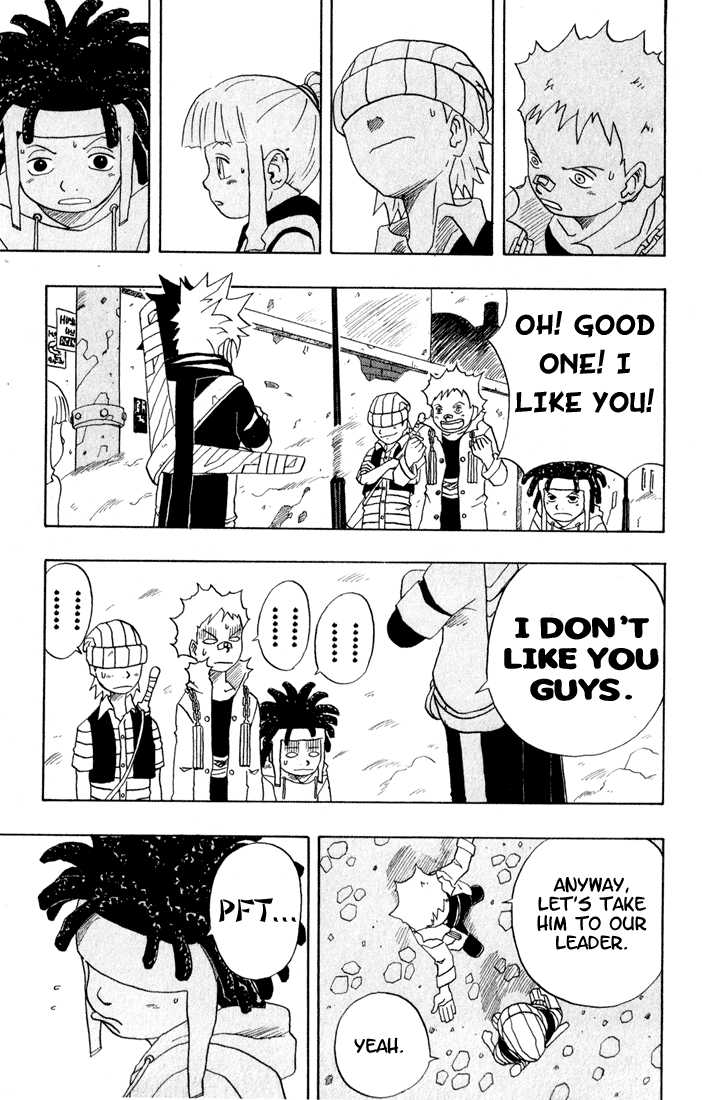 OH! GOOD
ONE! I
LIKE YOU!
I DON'T
LIKE YOU
GUYS.
......
......
......
ANYWAY,
LET'S TAKE
HIM TO OUR
LEADER.
YEAH.
PFT...